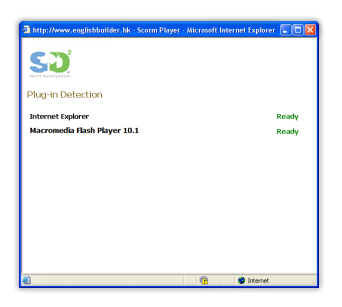 http://www.englishbuilder.hk - Scorm Player - Microsoft Internet Explorer
SD2
Skills Development
Plug-in Detection
Internet Explorer Ready
Macromedia Flash Player 10.1 Ready
Internet